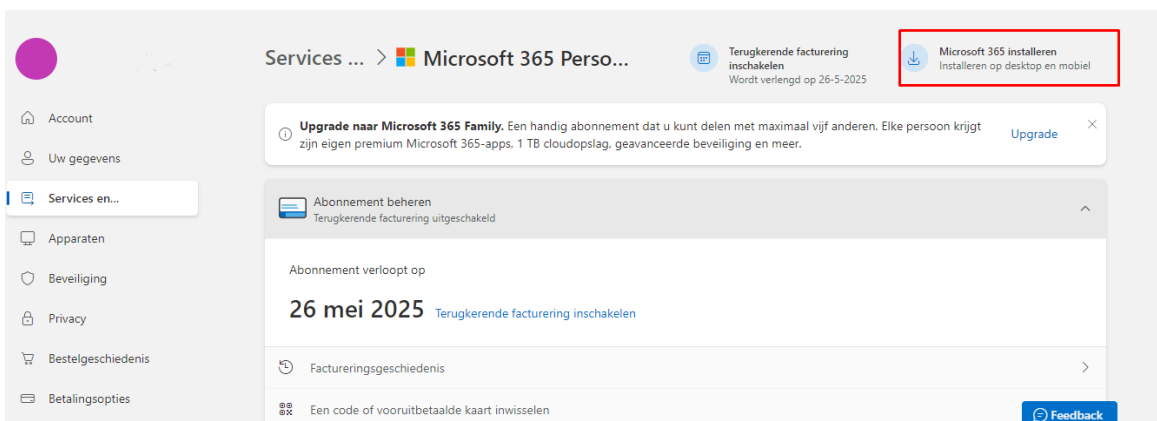 Services ... > Microsoft 365 Perso...
Terugkerende facturering
inschakelen
Wordt verlengd op 26-5-2025
Microsoft 365 installeren
Installeren op desktop en mobiel
Account
Uw gegevens
Services en...
Apparaten
Beveiliging
Privacy
Bestelgeschiedenis
Betalingsopties
Upgrade naar Microsoft 365 Family. Een handig abonnement dat u kunt delen met maximaal vijf anderen. Elke persoon krijgt
zijn eigen premium Microsoft 365-apps, 1 TB cloudopslag, geavanceerde beveiliging en meer.
Upgrade
Abonnement beheren
Terugkerende facturering uitgeschakeld
Abonnement verloopt op
26 mei 2025 Terugkerende facturering inschakelen
Factureringsgeschiedenis
Een code of vooruitbetaalde kaart inwisselen
Feedback